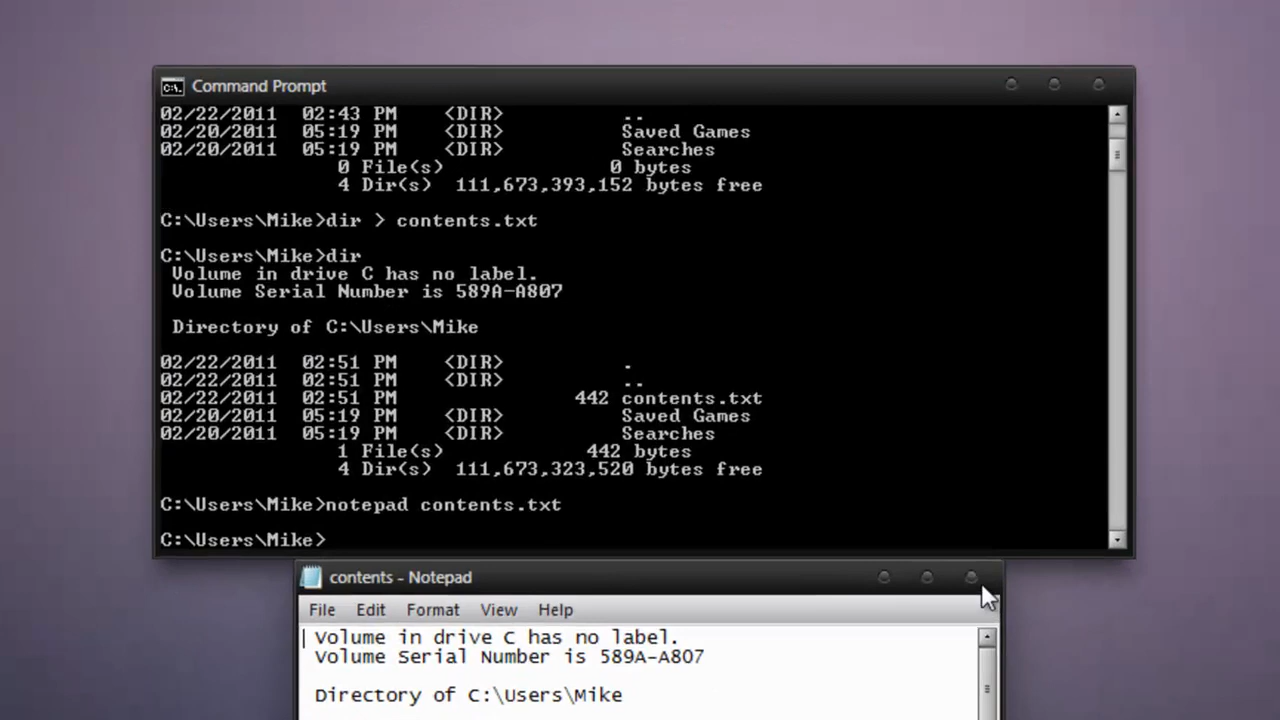 Command Prompt
02/22/2011  02:43 PM    <DIR>          ..
02/20/2011  05:19 PM    <DIR>          Saved Games
02/20/2011  05:19 PM    <DIR>          Searches
               0 File(s)              0 bytes
               4 Dir(s)  111,673,393,152 bytes free
C:\Users\Mike>dir > contents.txt
C:\Users\Mike>dir
 Volume in drive C has no label.
 Volume Serial Number is 589A-A807
 Directory of C:\Users\Mike
02/22/2011  02:51 PM    <DIR>          .
02/22/2011  02:51 PM    <DIR>          ..
02/22/2011  02:51 PM               442 contents.txt
02/20/2011  05:19 PM    <DIR>          Saved Games
02/20/2011  05:19 PM    <DIR>          Searches
               1 File(s)            442 bytes
               4 Dir(s)  111,673,323,520 bytes free
C:\Users\Mike>notepad contents.txt
C:\Users\Mike>
contents - Notepad
File Edit Format View Help
 Volume in drive C has no label.
 Volume Serial Number is 589A-A807
 Directory of C:\Users\Mike